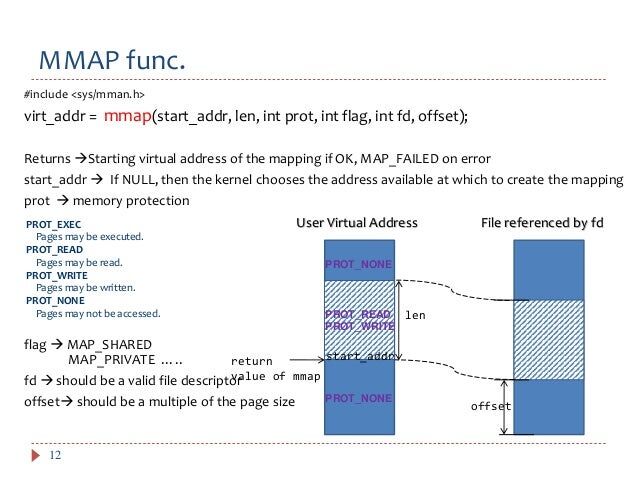 MMAP func.
#include <sys/mman.h>
virt_addr = mmap(start_addr, len, int prot, int flag, int fd, offset);
Returns →Starting virtual address of the mapping if OK, MAP_FAILED on error
start_addr → If NULL, then the kernel chooses the address available at which to create the mapping
prot → memory protection
PROT_EXEC
Pages may be executed.
PROT_READ
Pages may be read.
PROT_WRITE
Pages may be written.
PROT_NONE
Pages may not be accessed.
flag → MAP_SHARED
MAP_PRIVATE .....
fd → should be a valid file descriptor
offset→ should be a multiple of the page size
User Virtual Address
File referenced by fd
PROT_NONE
PROT_READ
PROT_WRITE
len
start_addr
return
value of mmap
PROT_NONE
offset
12